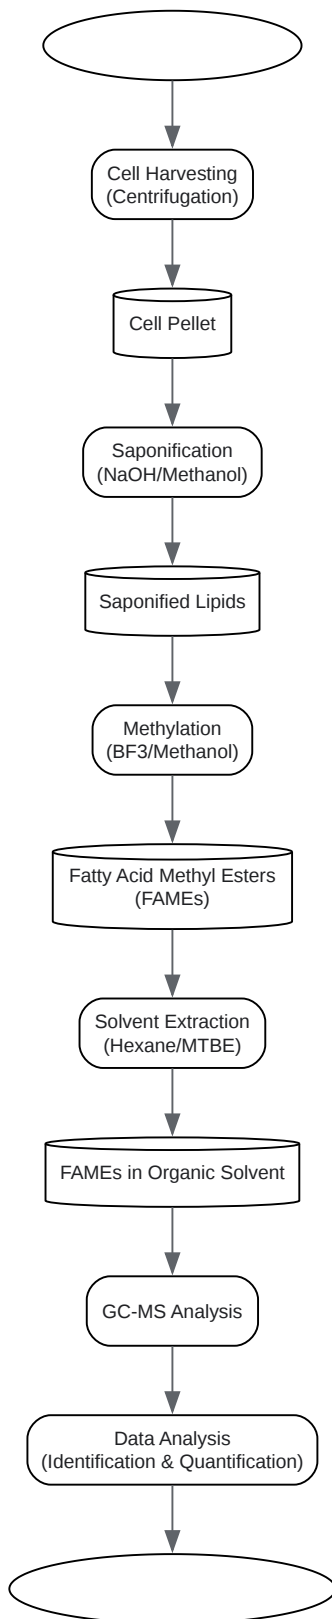 Cell Harvesting
(Centrifugation)
Cell Pellet
Saponification
(NaOH/Methanol)
Saponified Lipids
Methylation
(BF3/Methanol)
Fatty Acid Methyl Esters
(FAMEs)
Solvent Extraction
(Hexane/MTBE)
FAMEs in Organic Solvent
GC-MS Analysis
Data Analysis
(Identification & Quantification)